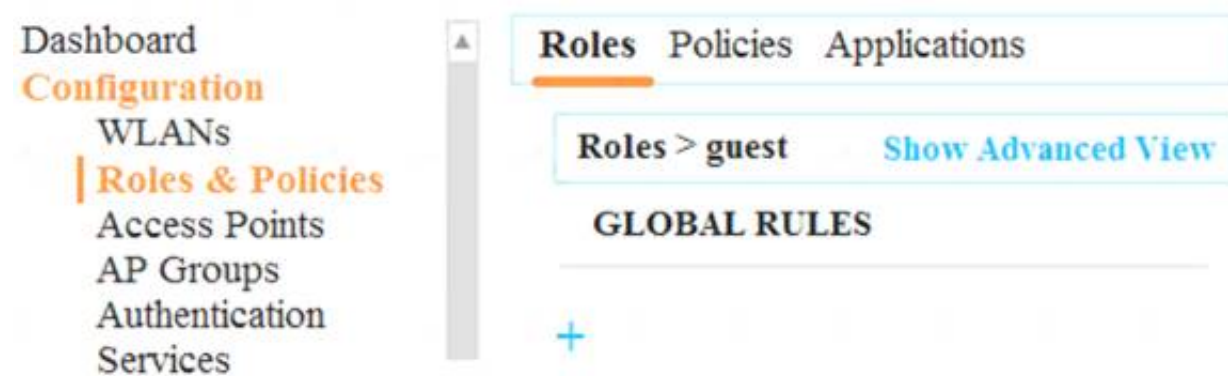 Dashboard
Configuration
WLANs
Roles & Policies
Access Points
AP Groups
Authentication
Services
Roles Policies Applications
Roles > guest Show Advanced View
GLOBAL RULES
+